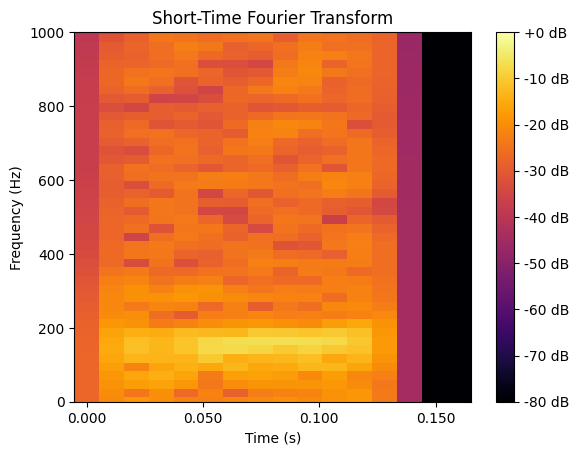 Short-Time Fourier Transform
Frequency (Hz)
1000
800
600
400
200
0
0.000
0.050
0.100
0.150
Time (s)
+0 dB
-10 dB
-20 dB
-30 dB
-40 dB
-50 dB
-60 dB
-70 dB
-80 dB